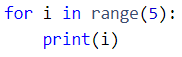 for i in range(5):
    print(i)